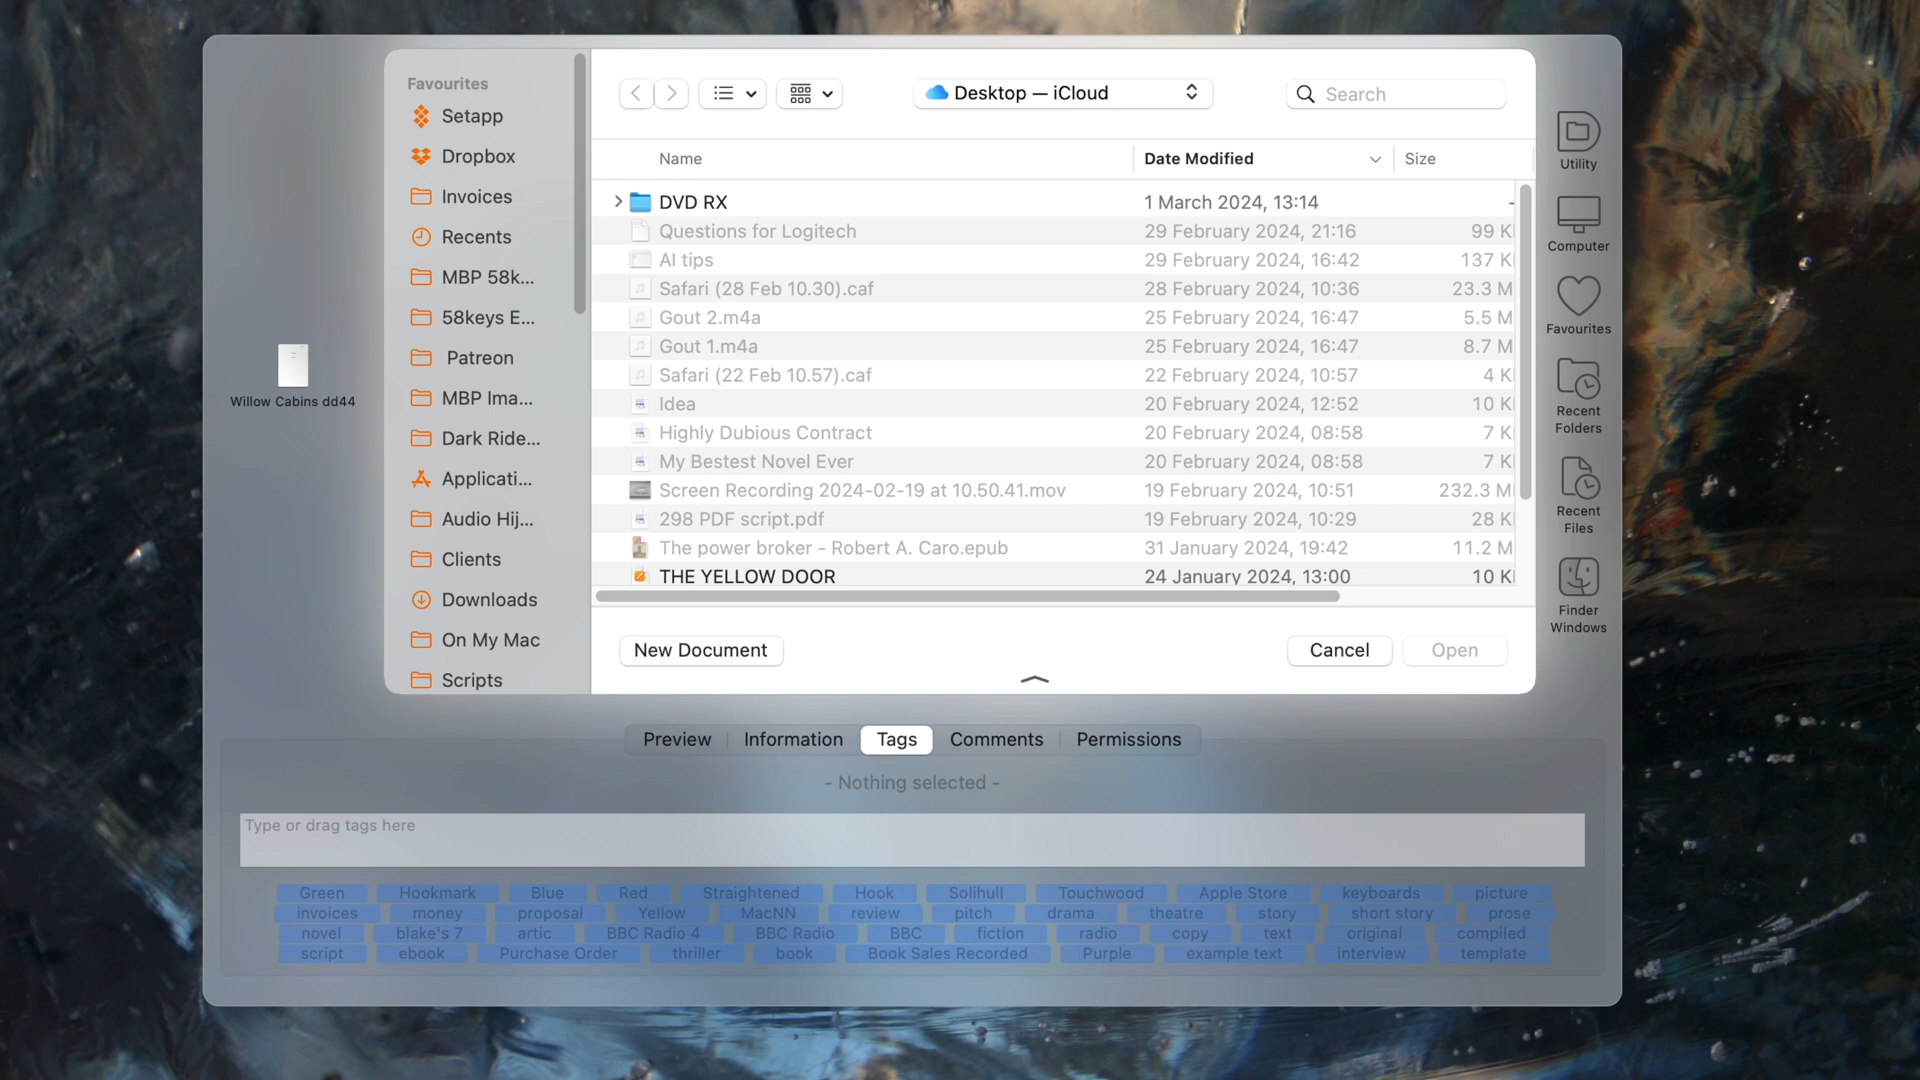 Willow Cabins dd44
Favourites
Setapp
Dropbox
Invoices
Recents
MBP 58k...
58keys E...
Patreon
MBP Ima...
Dark Ride...
Applicati...
Audio Hij...
Clients
Downloads
On My Mac
Scripts
Desktop — iCloud
Search
Name Date Modified Size
DVD RX 1 March 2024, 13:14 -
Questions for Logitech 29 February 2024, 21:16 99 K
AI tips 29 February 2024, 16:42 137 K
Safari (28 Feb 10.30).caf 28 February 2024, 10:36 23.3 M
Gout 2.m4a 25 February 2024, 16:47 5.5 M
Gout 1.m4a 25 February 2024, 16:47 8.7 M
Safari (22 Feb 10.57).caf 22 February 2024, 10:57 4 K
Idea 20 February 2024, 12:52 10 K
Highly Dubious Contract 20 February 2024, 08:58 7 K
My Bestest Novel Ever 20 February 2024, 08:58 7 K
Screen Recording 2024-02-19 at 10.50.41.mov 19 February 2024, 10:51 232.3 M
298 PDF script.pdf 19 February 2024, 10:29 28 K
The power broker - Robert A. Caro.epub 31 January 2024, 19:42 11.2 M
THE YELLOW DOOR 24 January 2024, 13:00 10 K
New Document Cancel Open
Utility
Computer
Favourites
Recent
Folders
Recent
Files
Finder
Windows
Preview Information Tags Comments Permissions
- Nothing selected -
Type or drag tags here
Green Hookmark Blue Red Straightened Hook Solihull Touchwood Apple Store keyboards picture
invoices money proposal Yellow MacNN review pitch drama theatre story short story prose
novel blake's 7 artic BBC Radio 4 BBC Radio BBC fiction radio copy text original compiled
script ebook Purchase Order thriller book Book Sales Recorded Purple example text interview template